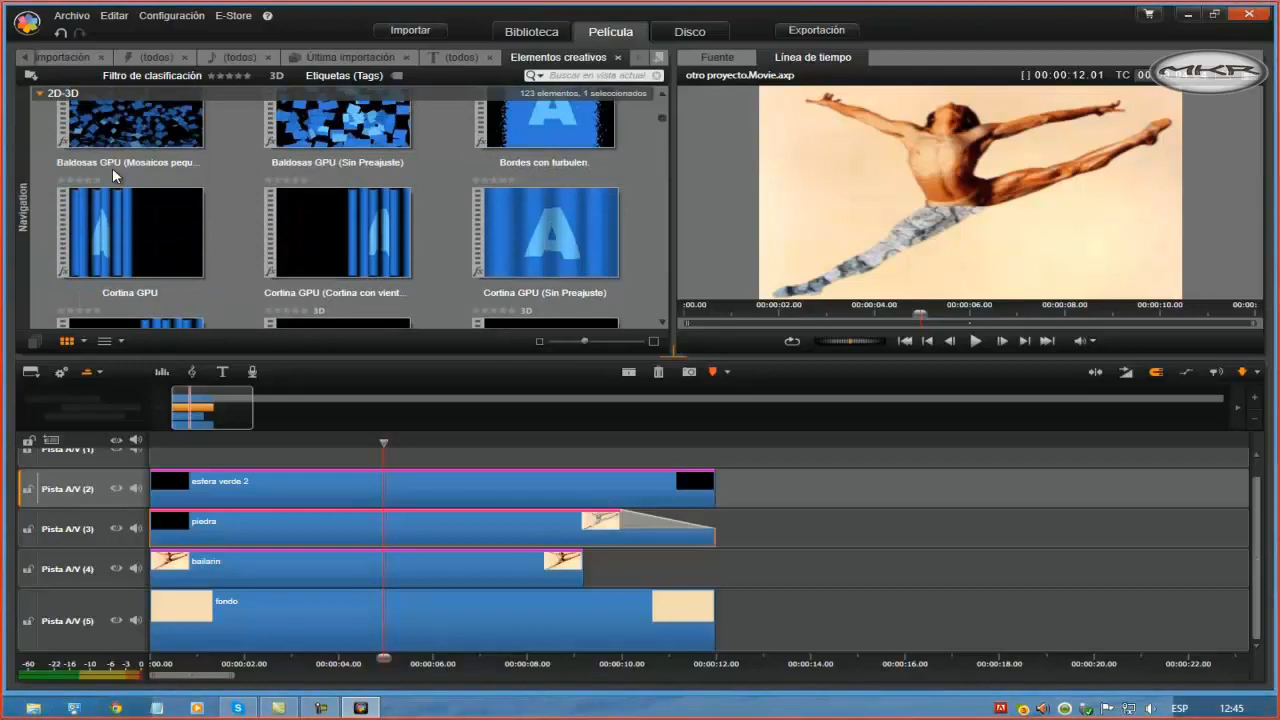 Archivo Editar Configuración E-Store ?
Importar Biblioteca Película Disco Exportación
importación × (todos) × (todos) × Última importación × (todos) × Elementos creativos × Fuente Línea de tiempo
Filtro de clasificación 3D Etiquetas (Tags) Buscar en vista actual
otro proyecto.Movie.axp [ ] 00:00:12.01 TC
MKR
2D-3D 123 elementos, 1 seleccionados
Baldosas GPU (Mosaicos pequ... Baldosas GPU (Sin Preajuste) Bordes con turbulen.
Navigation
A
Cortina GPU Cortina GPU (Cortina con vient... Cortina GPU (Sin Preajuste)
3D 3D
:00.00 00:00:02.00 00:00:04.00 00:00:06.00 00:00:08.00 00:00:10.00 00:00:
Pista A/V (1)
Pista A/V (2) esfera verde 2
Pista A/V (3) piedra
Pista A/V (4) bailarin
Pista A/V (5) fondo
-60 -22 -16 -10 -6 -3 0 :00.00 00:00:02.00 00:00:04.00 00:00:06.00 00:00:08.00 00:00:10.00 00:00:12.00 00:00:14.00 00:00:16.00 00:00:18.00 00:00:20.00 00:00:22.00
ESP 12:45